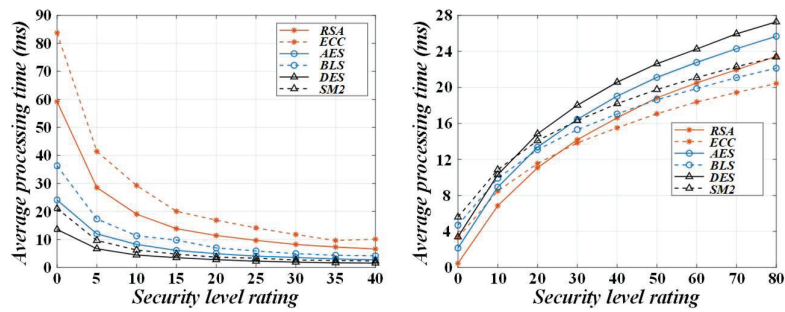 90
80
70
60
50
40
30
20
10
0
Average processing time (ms)
RSA
ECC
AES
BLS
DES
SM2
0 5 10 15 20 25 30 35 40
Security level rating
28
24
20
16
12
8
4
0
Average processing time (ms)
RSA
ECC
AES
BLS
DES
SM2
0 10 20 30 40 50 60 70 80
Security level rating